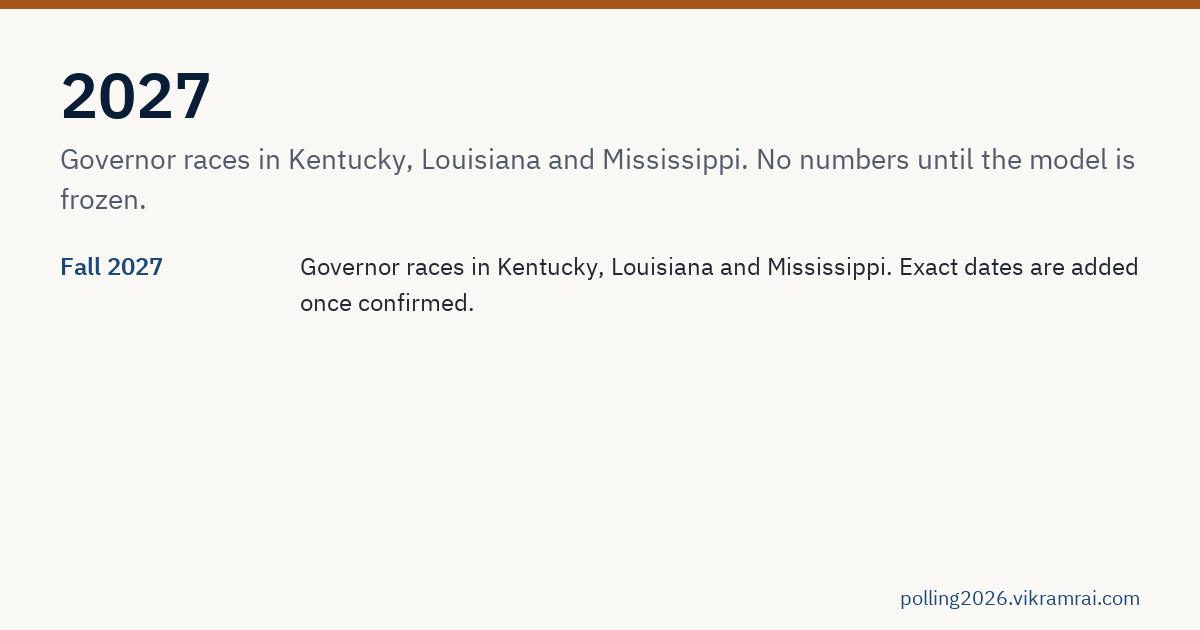 2027
Governor races in Kentucky, Louisiana and Mississippi. No numbers until the model is
frozen.
Fall 2027
Governor races in Kentucky, Louisiana and Mississippi. Exact dates are added
once confirmed.
polling2026.vikramrai.com